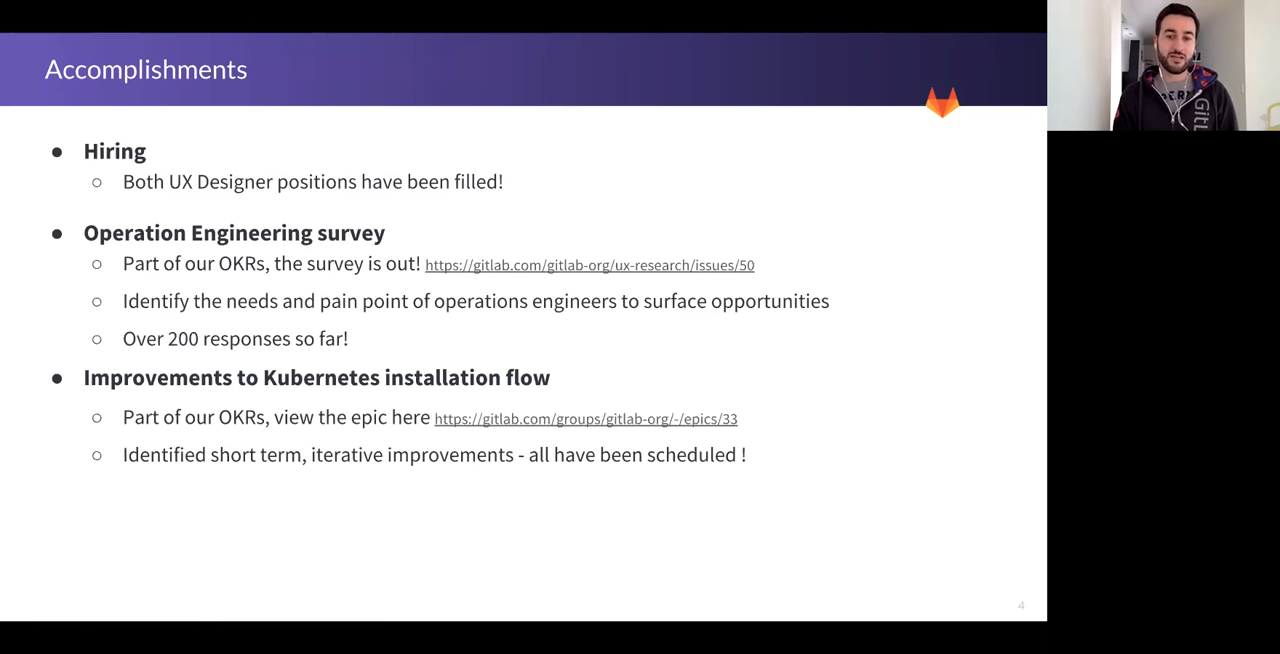 Accomplishments
● Hiring
○ Both UX Designer positions have been filled!
● Operation Engineering survey
○ Part of our OKRs, the survey is out! https://gitlab.com/gitlab-org/ux-research/issues/50
○ Identify the needs and pain point of operations engineers to surface opportunities
○ Over 200 responses so far!
● Improvements to Kubernetes installation flow
○ Part of our OKRs, view the epic here https://gitlab.com/groups/gitlab-org/-/epics/33
○ Identified short term, iterative improvements - all have been scheduled !
4